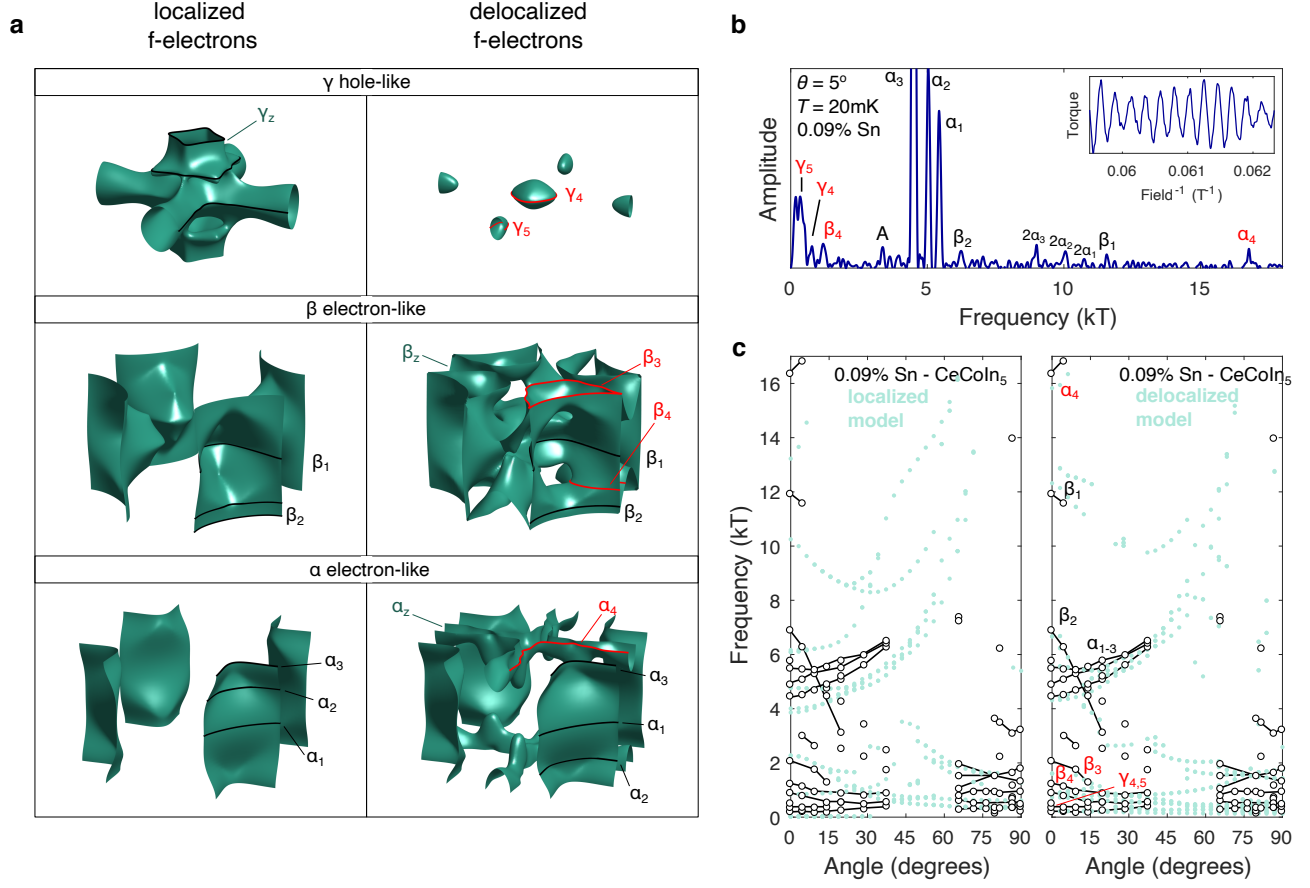 a
localized
f-electrons
delocalized
f-electrons
γ hole-like
γz
γ4
γ5
β electron-like
β1
β2
βz
β3
β4
β1
β2
α electron-like
α3
α2
α1
αz
α4
α3
α1
α2
b
θ = 5º
T = 20mK
0.09% Sn
Amplitude
γ5
γ4
β4
A
α3
α2
α1
β2
2α3
2α2
2α1
β1
α4
Torque
0.06
0.061
0.062
Field⁻¹ (T⁻¹)
0
5
10
15
Frequency (kT)
c
0.09% Sn - CeCoIn5
localized
model
Frequency (kT)
16
14
12
10
8
6
4
2
0
0
15
30
45
60
75
90
Angle (degrees)
0.09% Sn - CeCoIn5
delocalized
model
α4
β1
β2
α1-3
β4
β3
γ4,5
0
15
30
45
60
75
90
Angle (degrees)